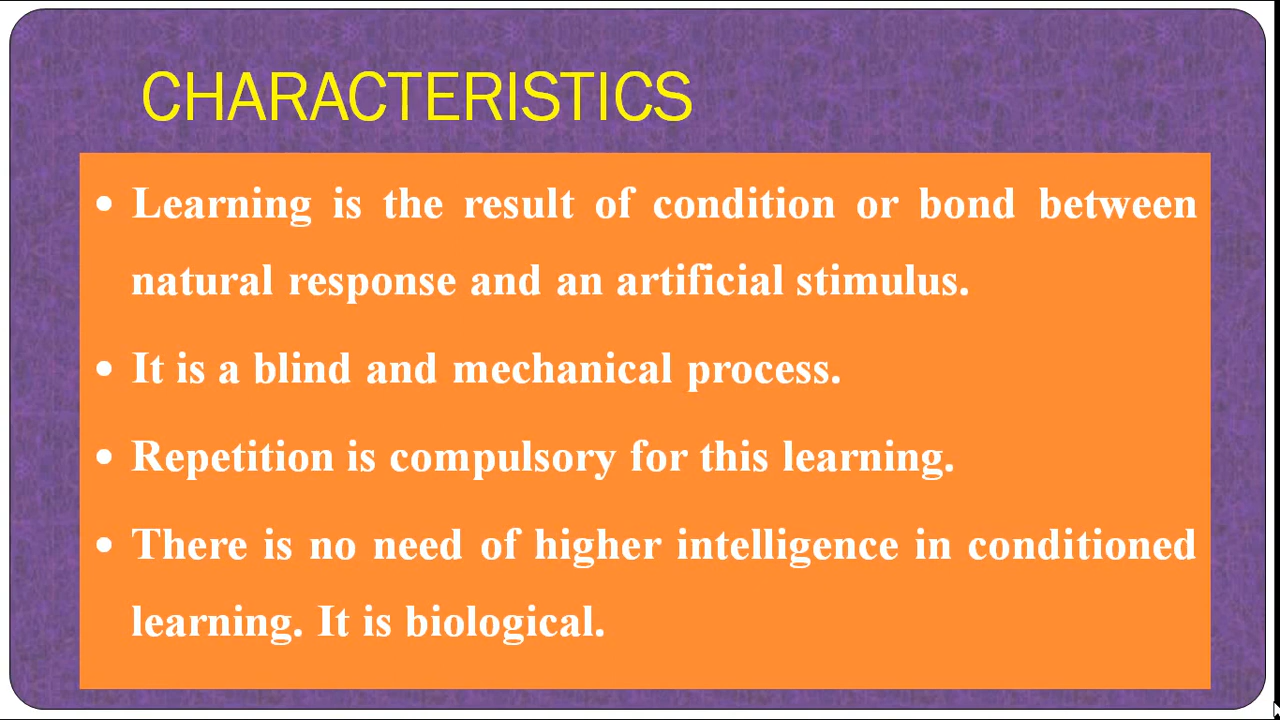 CHARACTERISTICS
• Learning is the result of condition or bond between
natural response and an artificial stimulus.
• It is a blind and mechanical process.
• Repetition is compulsory for this learning.
• There is no need of higher intelligence in conditioned
learning. It is biological.